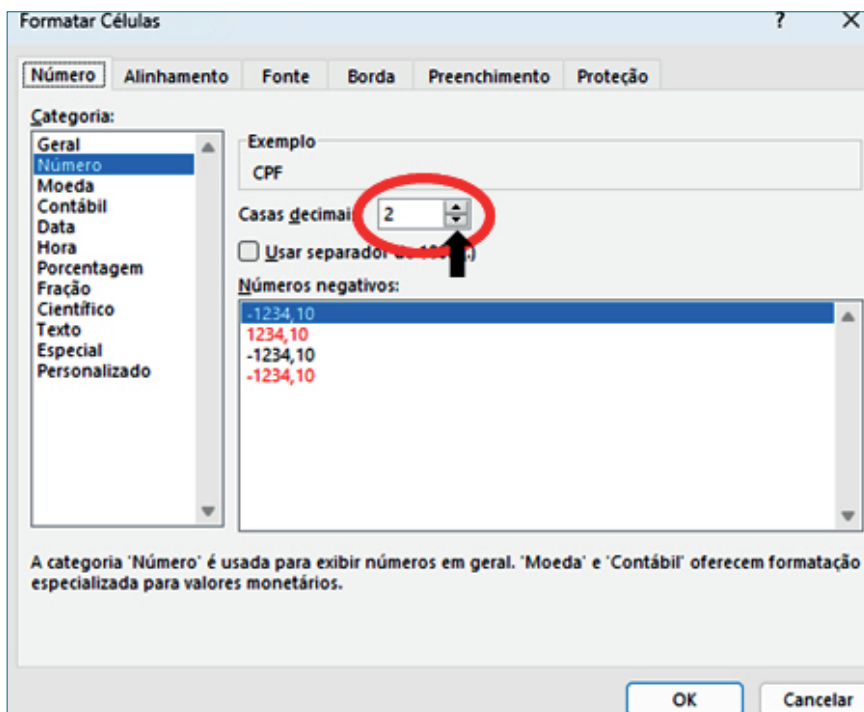 Formatar Células ? X
Número Alinhamento Fonte Borda Preenchimento Proteção
Categoria:
Geral
Número
Moeda
Contábil
Data
Hora
Porcentagem
Fração
Científico
Texto
Especial
Personalizado
Exemplo
CPF
Casas decimai 2
Usar separador
Números negativos:
-1234,10
1234,10
-1234,10
-1234,10
A categoria 'Número' é usada para exibir números em geral. 'Moeda' e 'Contábil' oferecem formatação
especializada para valores monetários.
OK Cancelar